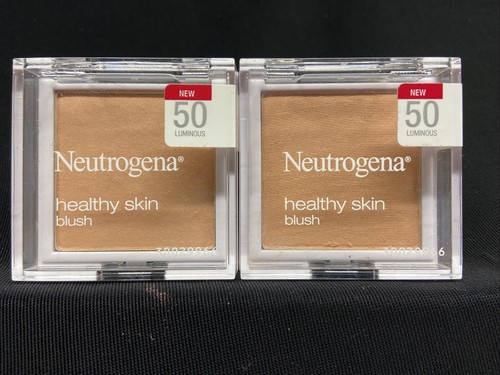 NEW
50
LUMINOUS
Neutrogena®
healthy skin
blush
NEW
50
LUMINOUS
Neutrogena®
healthy skin
blush